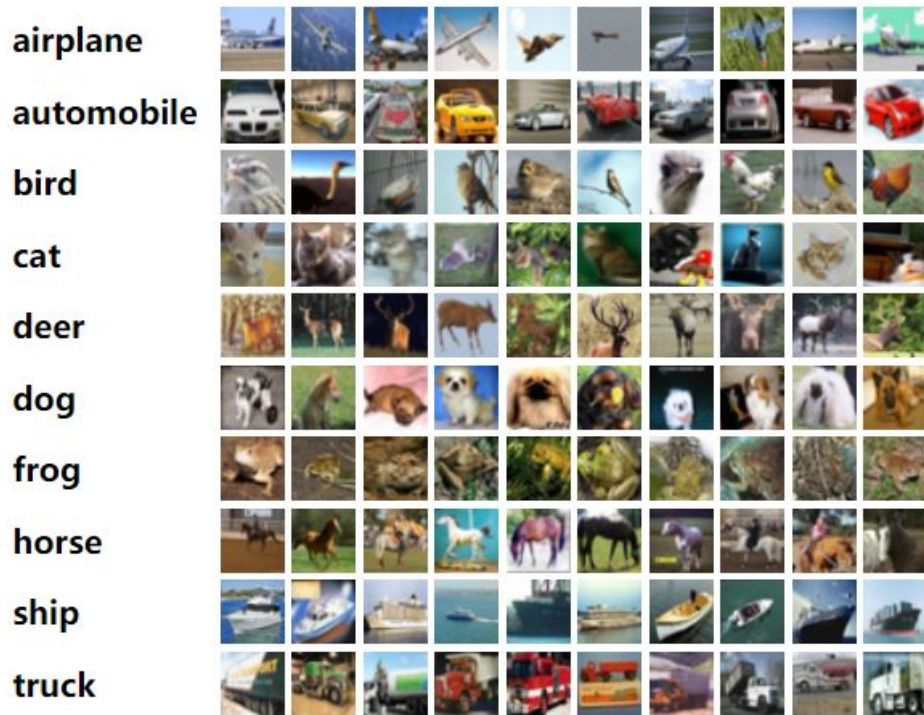 airplane
automobile
bird
cat
deer
dog
frog
horse
ship
truck